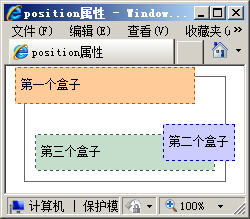 position属性 - Window...
文件(F) 编辑(E) 查看(V) 收藏夹( »
position属性
第一个盒子
第二个盒子
第三个盒子
计算机 | 保护模
100%